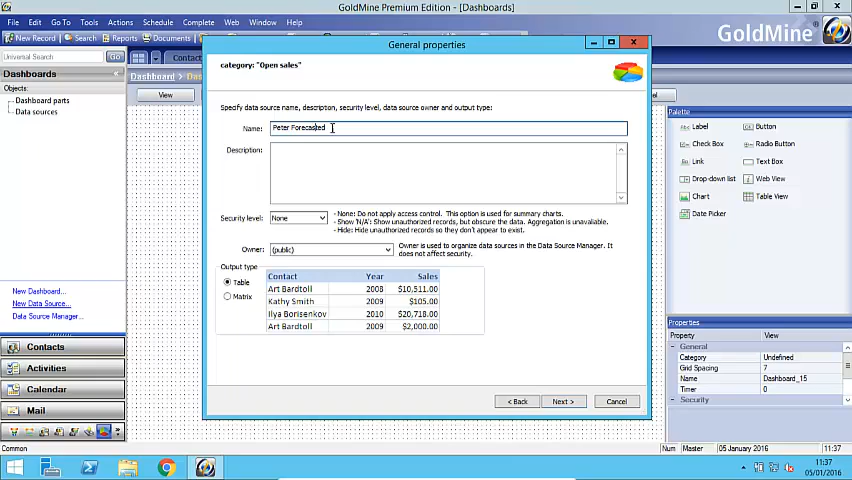 GoldMine Premium Edition - [Dashboards]
File Edit Go To Tools Actions Schedule Complete Web Window Help
New Record Search Reports Documents
GoldMine
Universal Search Go
Contact
Dashboards
Dashboard
Objects:
Dashboard parts
Data sources
View
New Dashboard...
New Data Source...
Data Source Manager...
Contacts
Activities
Calendar
Mail
General properties
category: "Open sales"
Specify data source name, description, security level, data source owner and output type:
Name: Peter Forecasted
Description:
Security level: None
- None: Do not apply access control. This option is used for summary charts.
- Show 'N/A': Show unauthorized records, but obscure the data. Aggregation is unavailable.
- Hide: Hide unauthorized records so they don't appear to exist.
Owner: (public)
Owner is used to organize data sources in the Data Source Manager. It
does not affect security.
Output type
Table
Matrix
Contact Year Sales
Art Bardtoll 2008 $10,511.00
Kathy Smith 2009 $105.00
Ilya Borisenkov 2010 $20,718.00
Art Bardtoll 2009 $2,000.00
< Back Next > Cancel
Palette
Label Button
Check Box Radio Button
Link Text Box
Drop-down list Web View
Chart Table View
Date Picker
Properties
Property View
General
Category Undefined
Grid Spacing 7
Name Dashboard_15
Timer 0
Security
Common
Num Master 05 January 2016 11:37
11:37
05/01/2016